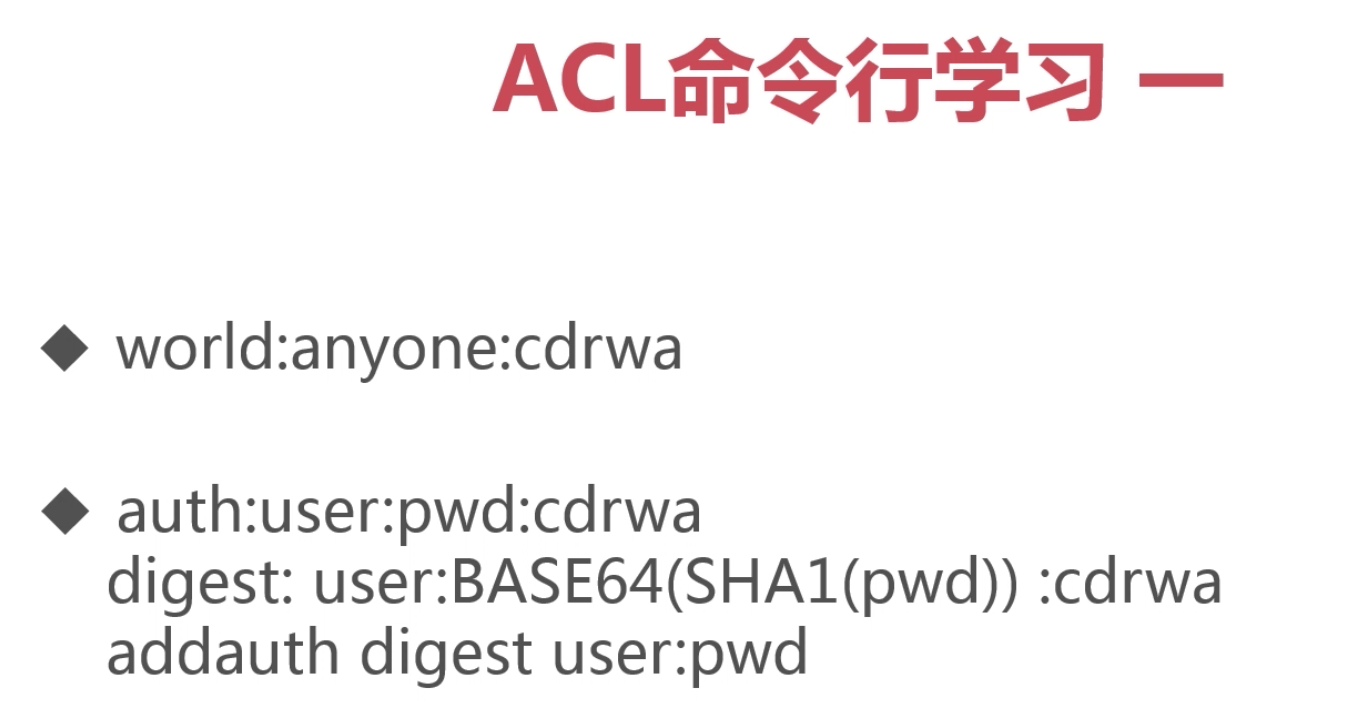 ACL命令行学习 一
◆ world:anyone:cdrwa
◆ auth:user:pwd:cdrwa
digest: user:BASE64(SHA1(pwd)) :cdrwa
addauth digest user:pwd